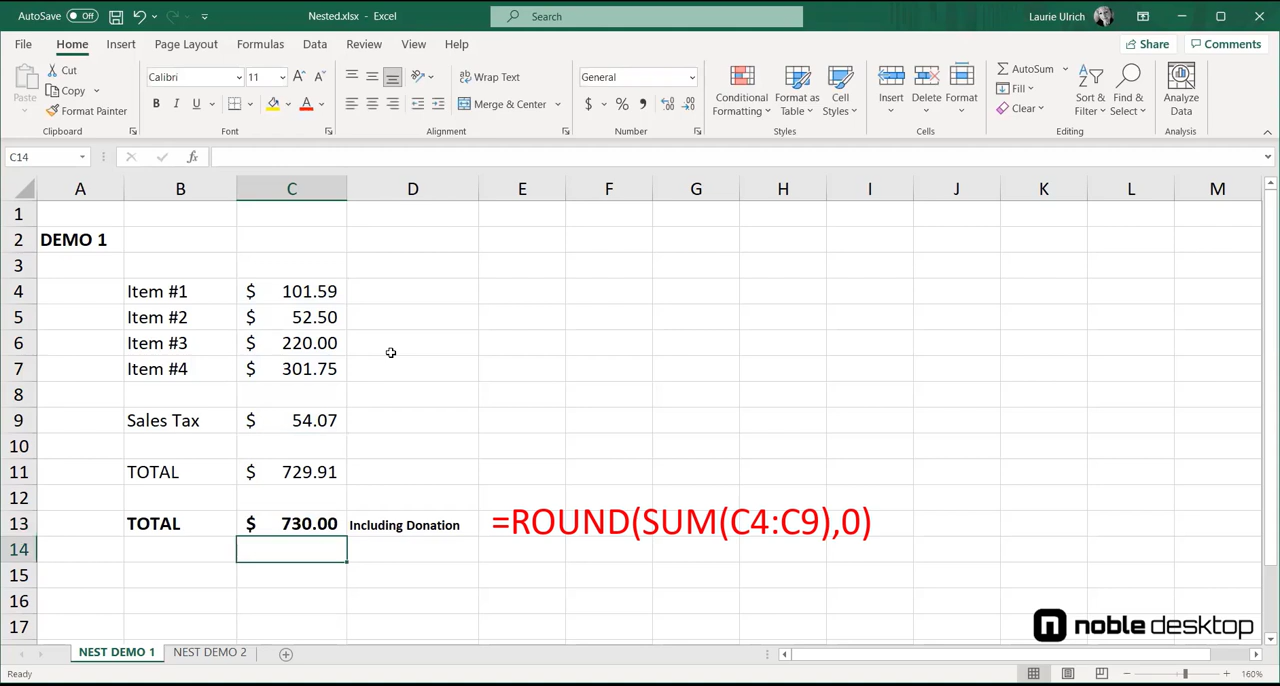 AutoSave Off
Nested.xlsx - Excel
Search
Laurie Ulrich
File Home Insert Page Layout Formulas Data Review View Help
Share Comments
Paste
Cut
Copy
Format Painter
Clipboard
Calibri 11
B I U
Font
Wrap Text
Merge & Center
Alignment
General
$ % ,
Number
Conditional Formatting
Format as Table
Cell Styles
Styles
Insert
Delete
Format
Cells
AutoSum
Fill
Clear
Sort & Filter
Find & Select
Editing
Analyze Data
Analysis
C14 fx
A B C D E F G H I J K L M
1
2 DEMO 1
3
4 Item #1 $ 101.59
5 Item #2 $ 52.50
6 Item #3 $ 220.00
7 Item #4 $ 301.75
8
9 Sales Tax $ 54.07
10
11 TOTAL $ 729.91
12
13 TOTAL $ 730.00 Including Donation =ROUND(SUM(C4:C9),0)
14
15
16
17
noble desktop
NEST DEMO 1 NEST DEMO 2
Ready
160%